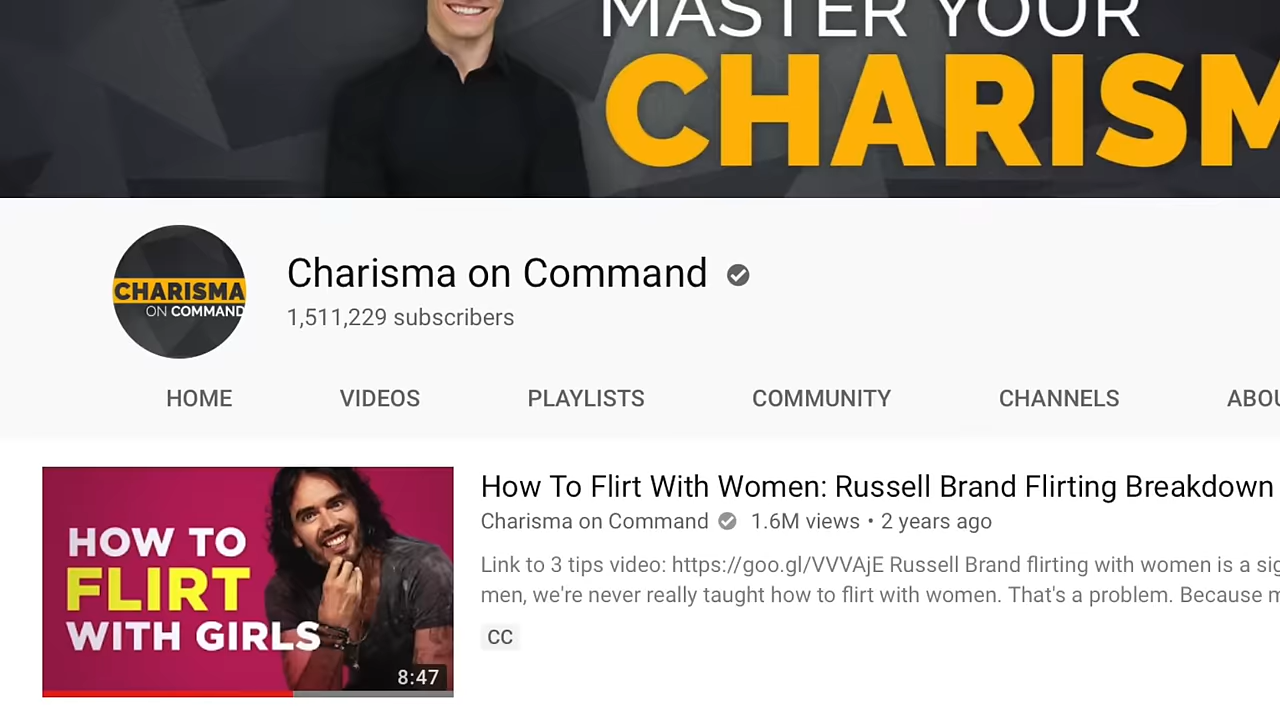 MASTER YOUR
CHARISM
CHARISMA
ON COMMAND
Charisma on Command
1,511,229 subscribers
HOME VIDEOS PLAYLISTS COMMUNITY CHANNELS ABOU
HOW TO
FLIRT
WITH GIRLS
8:47
How To Flirt With Women: Russell Brand Flirting Breakdown
Charisma on Command 1.6M views • 2 years ago
Link to 3 tips video: https://goo.gl/VVVAjE Russell Brand flirting with women is a sig
men, we're never really taught how to flirt with women. That's a problem. Because m
CC